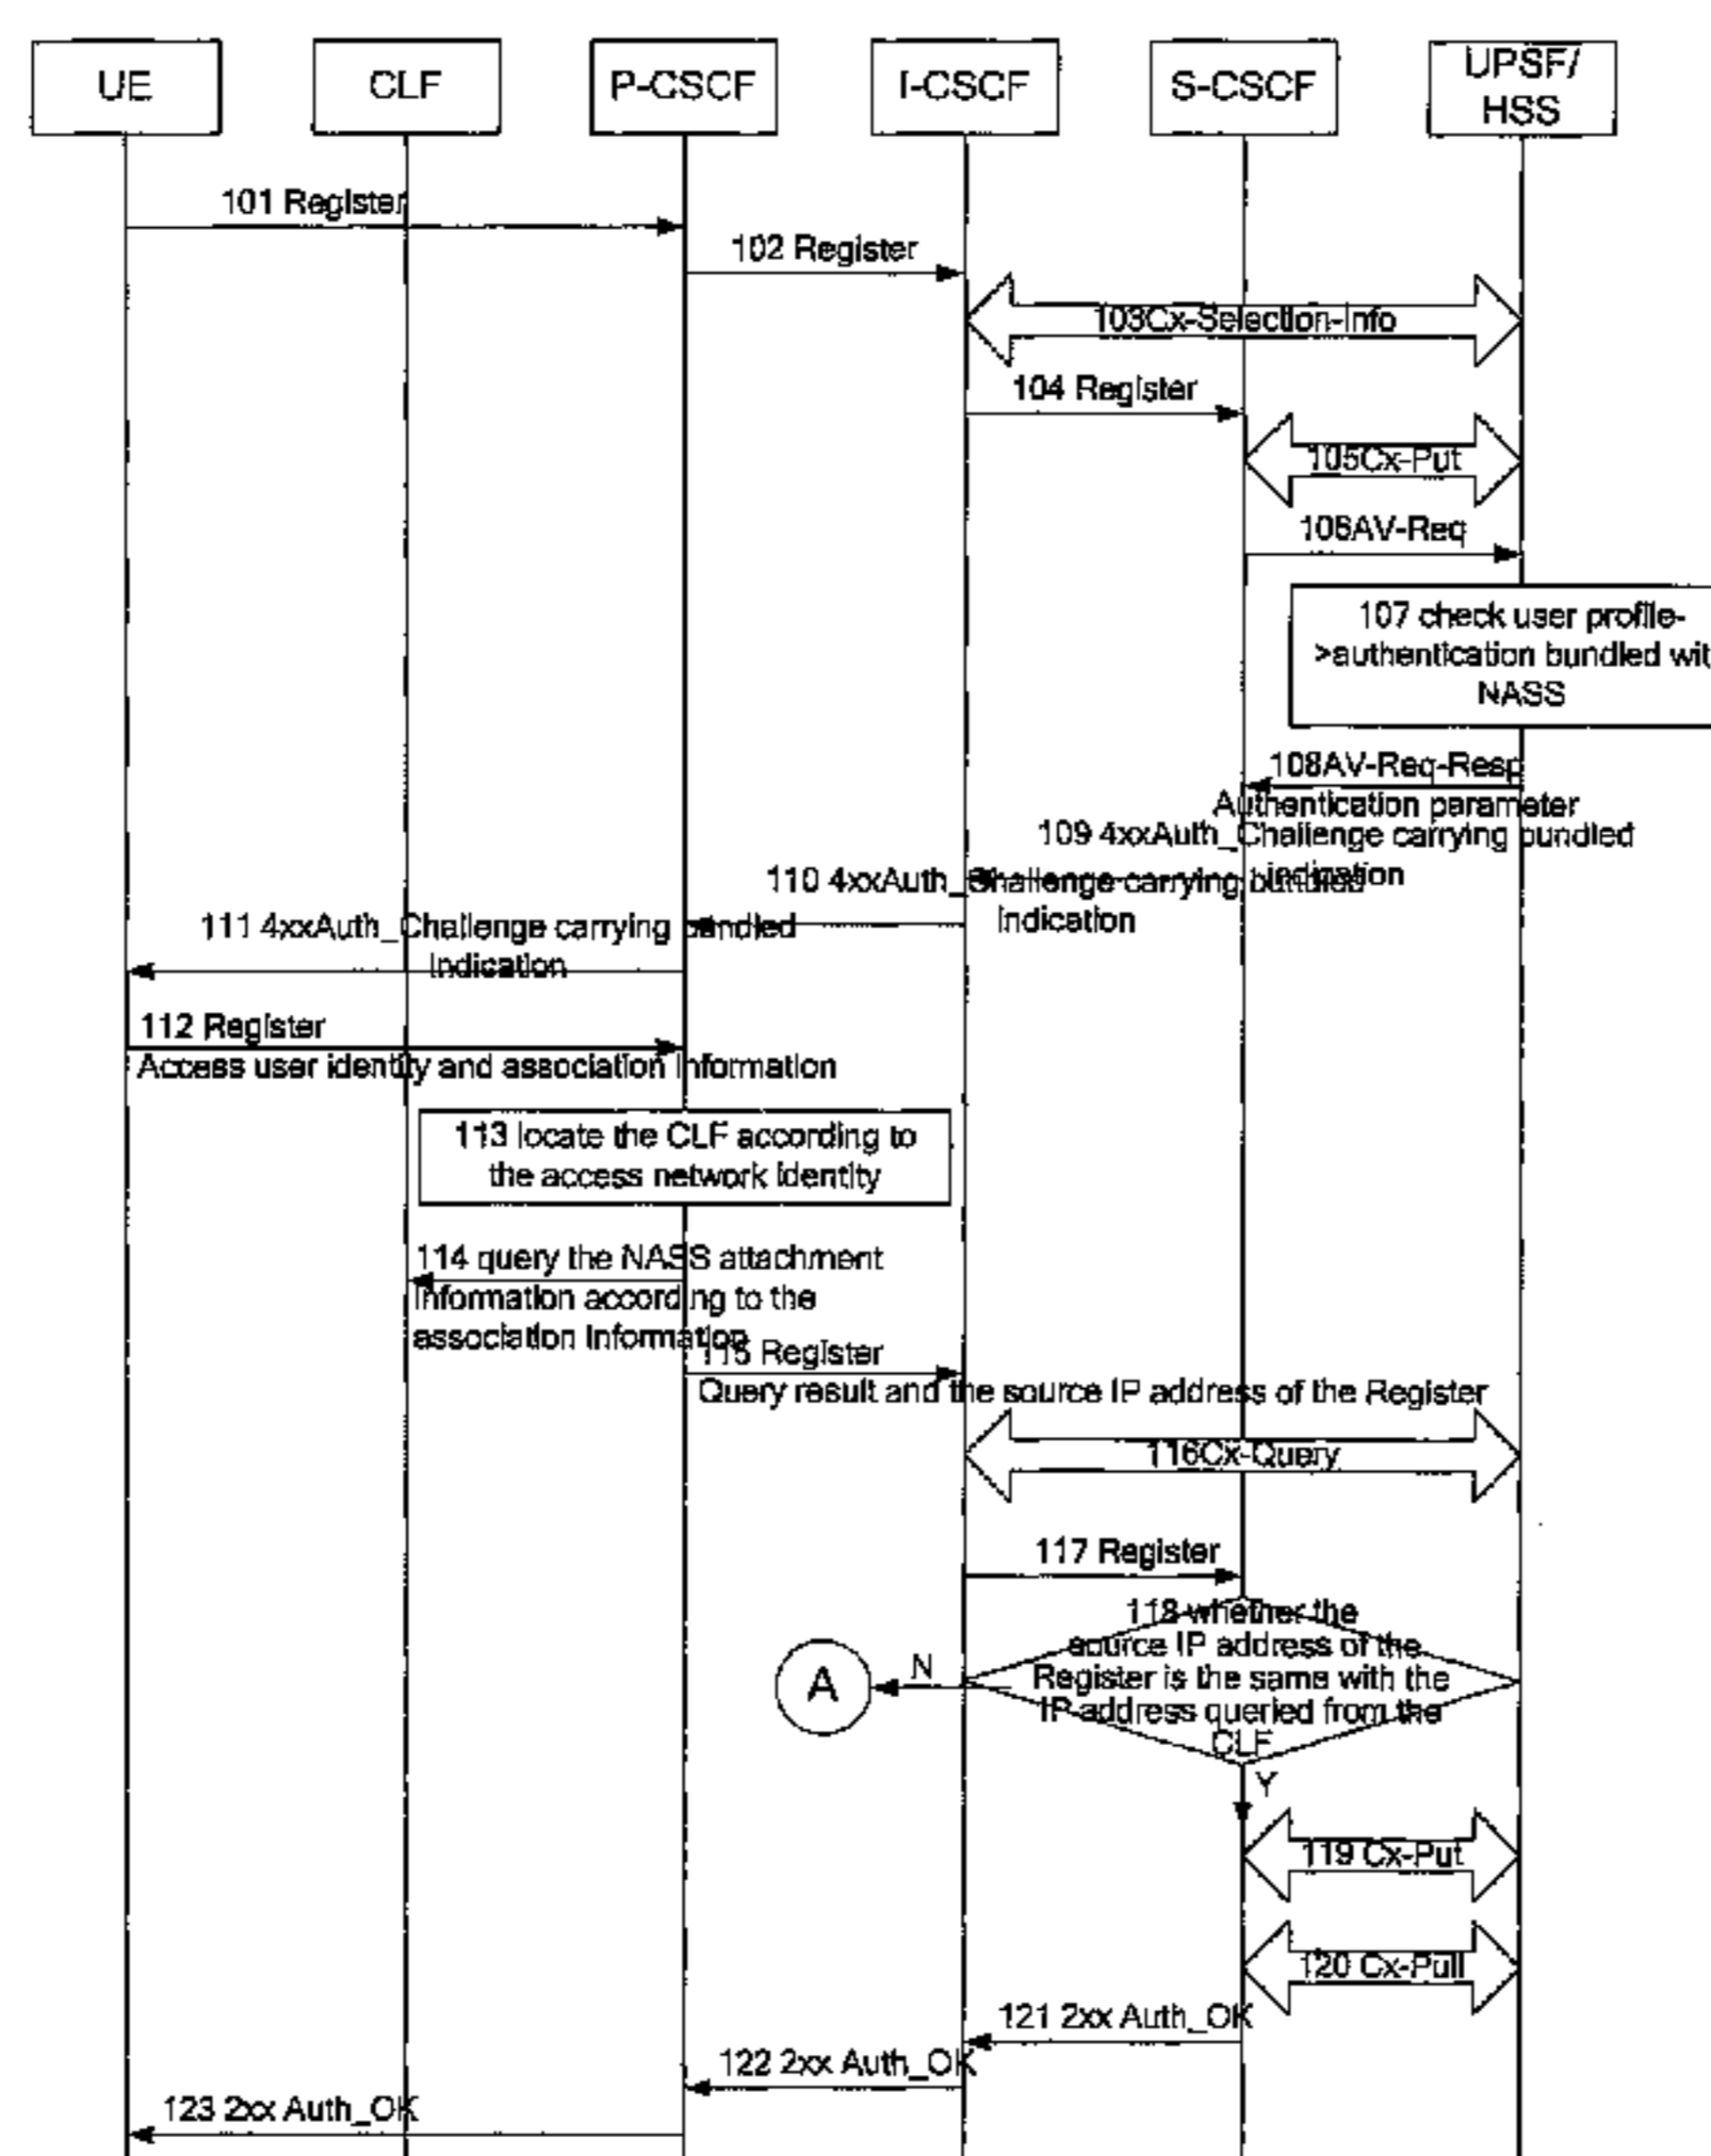 UE
CLF
P-CSCF
I-CSCF
S-CSCF
UPSF/
HSS
101 Register
102 Register
103Cx-Selection-Info
104 Register
105Cx-Put
106AV-Req
107 check user profile-
>authentication bundled wit
NASS
108AV-Req-Resp
Authentication parameter
109 4xxAuth_Challenge carrying bundled
indication
110 4xxAuth_Challenge carrying bundled
indication
111 4xxAuth_Challenge carrying bundled
indication
112 Register
Access user identity and association information
113 locate the CLF according to
the access network identity
114 query the NASS attachment
information according to the
association information
115 Register
Query result and the source IP address of the Register
116Cx-Query
117 Register
118 whether the
source IP address of the
Register is the same with the
IP address queried from the
CLF
N
A
Y
119 Cx-Put
120 Cx-Pull
121 2xx Auth_OK
122 2xx Auth_OK
123 2xx Auth_OK